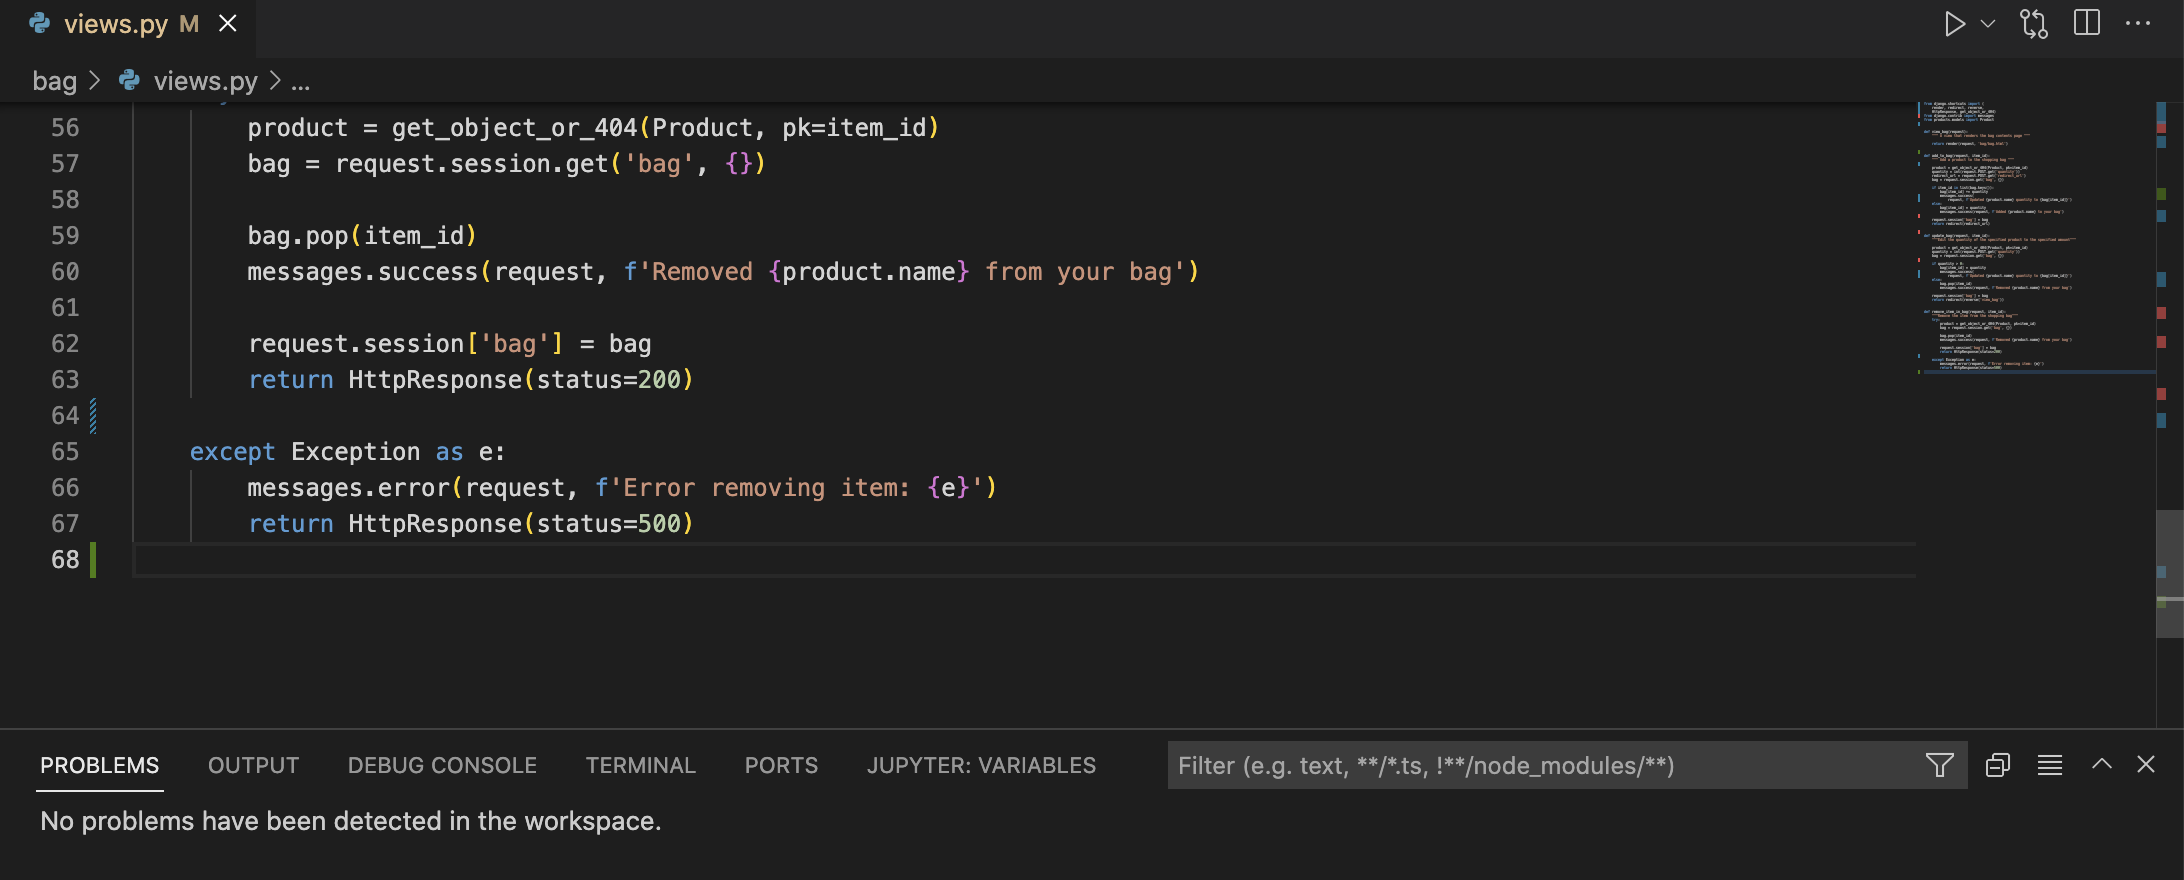 views.py M
bag > views.py > ...
56 product = get_object_or_404(Product, pk=item_id)
57 bag = request.session.get('bag', {})
58
59 bag.pop(item_id)
60 messages.success(request, f'Removed {product.name} from your bag')
61
62 request.session['bag'] = bag
63 return HttpResponse(status=200)
64
65 except Exception as e:
66 messages.error(request, f'Error removing item: {e}')
67 return HttpResponse(status=500)
68
PROBLEMS OUTPUT DEBUG CONSOLE TERMINAL PORTS JUPYTER: VARIABLES Filter (e.g. text, **/*.ts, !**/node_modules/**)
No problems have been detected in the workspace.